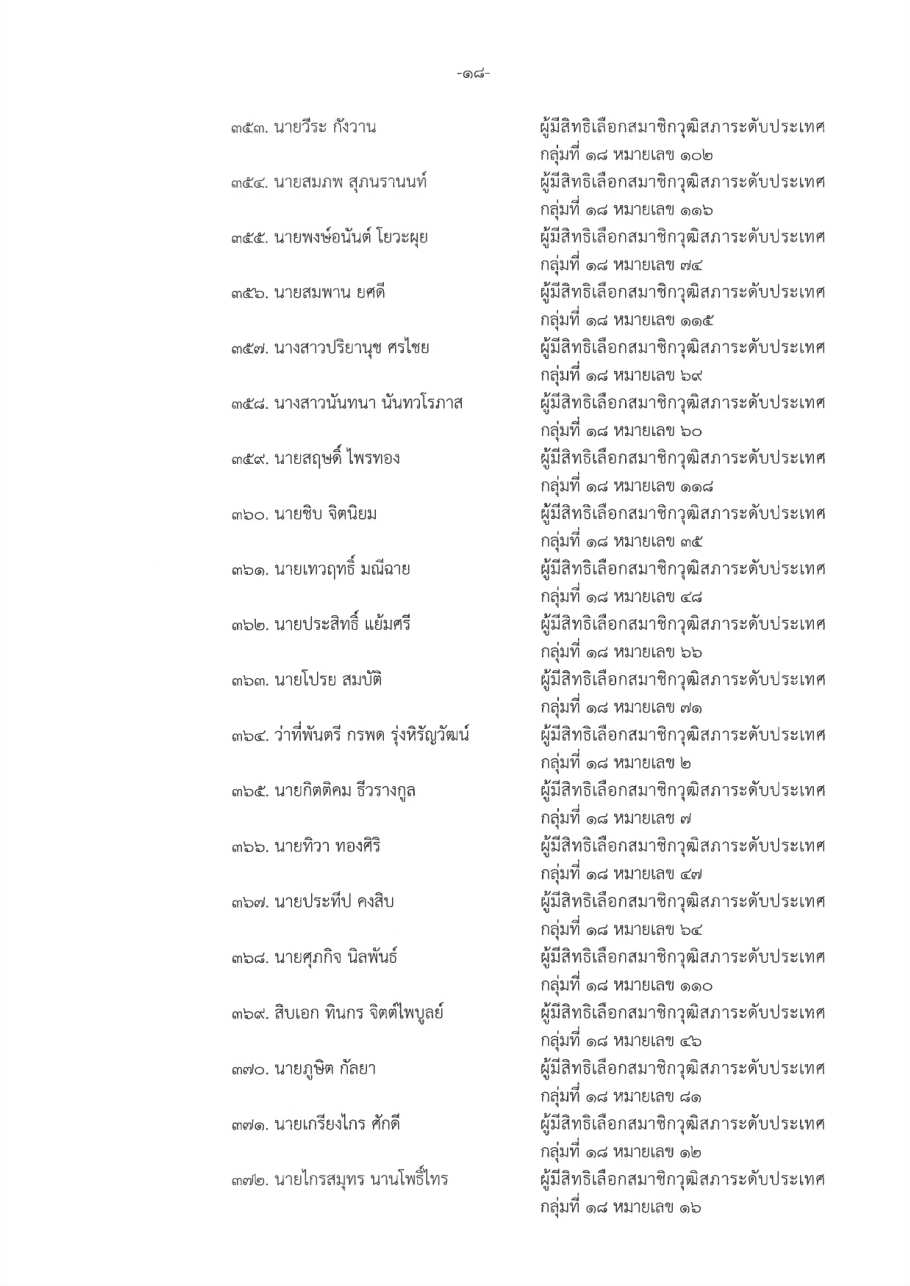 -๑๘-
๓๕๓. นายวีระ กังวาน ผู้มีสิทธิเลือกสมาชิกวุฒิสภาระดับประเทศ
กลุ่มที่ ๑๘ หมายเลข ๑๐๒
๓๕๔. นายสมภพ สุภนรานนท์ ผู้มีสิทธิเลือกสมาชิกวุฒิสภาระดับประเทศ
กลุ่มที่ ๑๘ หมายเลข ๑๑๖
๓๕๕. นายพงษ์อนันต์ โยวะผุย ผู้มีสิทธิเลือกสมาชิกวุฒิสภาระดับประเทศ
กลุ่มที่ ๑๘ หมายเลข ๗๔
๓๕๖. นายสมพาน ยศดี ผู้มีสิทธิเลือกสมาชิกวุฒิสภาระดับประเทศ
กลุ่มที่ ๑๘ หมายเลข ๑๑๕
๓๕๗. นางสาวปริยานุช ศรไชย ผู้มีสิทธิเลือกสมาชิกวุฒิสภาระดับประเทศ
กลุ่มที่ ๑๘ หมายเลข ๖๙
๓๕๘. นางสาวนันทนา นันทวโรภาส ผู้มีสิทธิเลือกสมาชิกวุฒิสภาระดับประเทศ
กลุ่มที่ ๑๘ หมายเลข ๖๐
๓๕๙. นายสฤษดิ์ ไพรทอง ผู้มีสิทธิเลือกสมาชิกวุฒิสภาระดับประเทศ
กลุ่มที่ ๑๘ หมายเลข ๑๑๘
๓๖๐. นายชิบ จิตนิยม ผู้มีสิทธิเลือกสมาชิกวุฒิสภาระดับประเทศ
กลุ่มที่ ๑๘ หมายเลข ๓๕
๓๖๑. นายเทวฤทธิ์ มณีฉาย ผู้มีสิทธิเลือกสมาชิกวุฒิสภาระดับประเทศ
กลุ่มที่ ๑๘ หมายเลข ๔๘
๓๖๒. นายประสิทธิ์ แย้มศรี ผู้มีสิทธิเลือกสมาชิกวุฒิสภาระดับประเทศ
กลุ่มที่ ๑๘ หมายเลข ๖๖
๓๖๓. นายโปรย สมบัติ ผู้มีสิทธิเลือกสมาชิกวุฒิสภาระดับประเทศ
กลุ่มที่ ๑๘ หมายเลข ๗๑
๓๖๔. ว่าที่พันตรี กรพด รุ่งหิรัญวัฒน์ ผู้มีสิทธิเลือกสมาชิกวุฒิสภาระดับประเทศ
กลุ่มที่ ๑๘ หมายเลข ๒
๓๖๕. นายกิตติคม ธีวรางกูล ผู้มีสิทธิเลือกสมาชิกวุฒิสภาระดับประเทศ
กลุ่มที่ ๑๘ หมายเลข ๗
๓๖๖. นายทิวา ทองศิริ ผู้มีสิทธิเลือกสมาชิกวุฒิสภาระดับประเทศ
กลุ่มที่ ๑๘ หมายเลข ๔๗
๓๖๗. นายประทีป คงสิบ ผู้มีสิทธิเลือกสมาชิกวุฒิสภาระดับประเทศ
กลุ่มที่ ๑๘ หมายเลข ๖๔
๓๖๘. นายศุภกิจ นิลพันธ์ ผู้มีสิทธิเลือกสมาชิกวุฒิสภาระดับประเทศ
กลุ่มที่ ๑๘ หมายเลข ๑๑๐
๓๖๙. สิบเอก ทินกร จิตต์ไพบูลย์ ผู้มีสิทธิเลือกสมาชิกวุฒิสภาระดับประเทศ
กลุ่มที่ ๑๘ หมายเลข ๔๖
๓๗๐. นายภูษิต กัลยา ผู้มีสิทธิเลือกสมาชิกวุฒิสภาระดับประเทศ
กลุ่มที่ ๑๘ หมายเลข ๘๑
๓๗๑. นายเกรียงไกร ศักดี ผู้มีสิทธิเลือกสมาชิกวุฒิสภาระดับประเทศ
กลุ่มที่ ๑๘ หมายเลข ๑๒
๓๗๒. นายไกรสมุทร นานโพธิ์ไทร ผู้มีสิทธิเลือกสมาชิกวุฒิสภาระดับประเทศ
กลุ่มที่ ๑๘ หมายเลข ๑๖